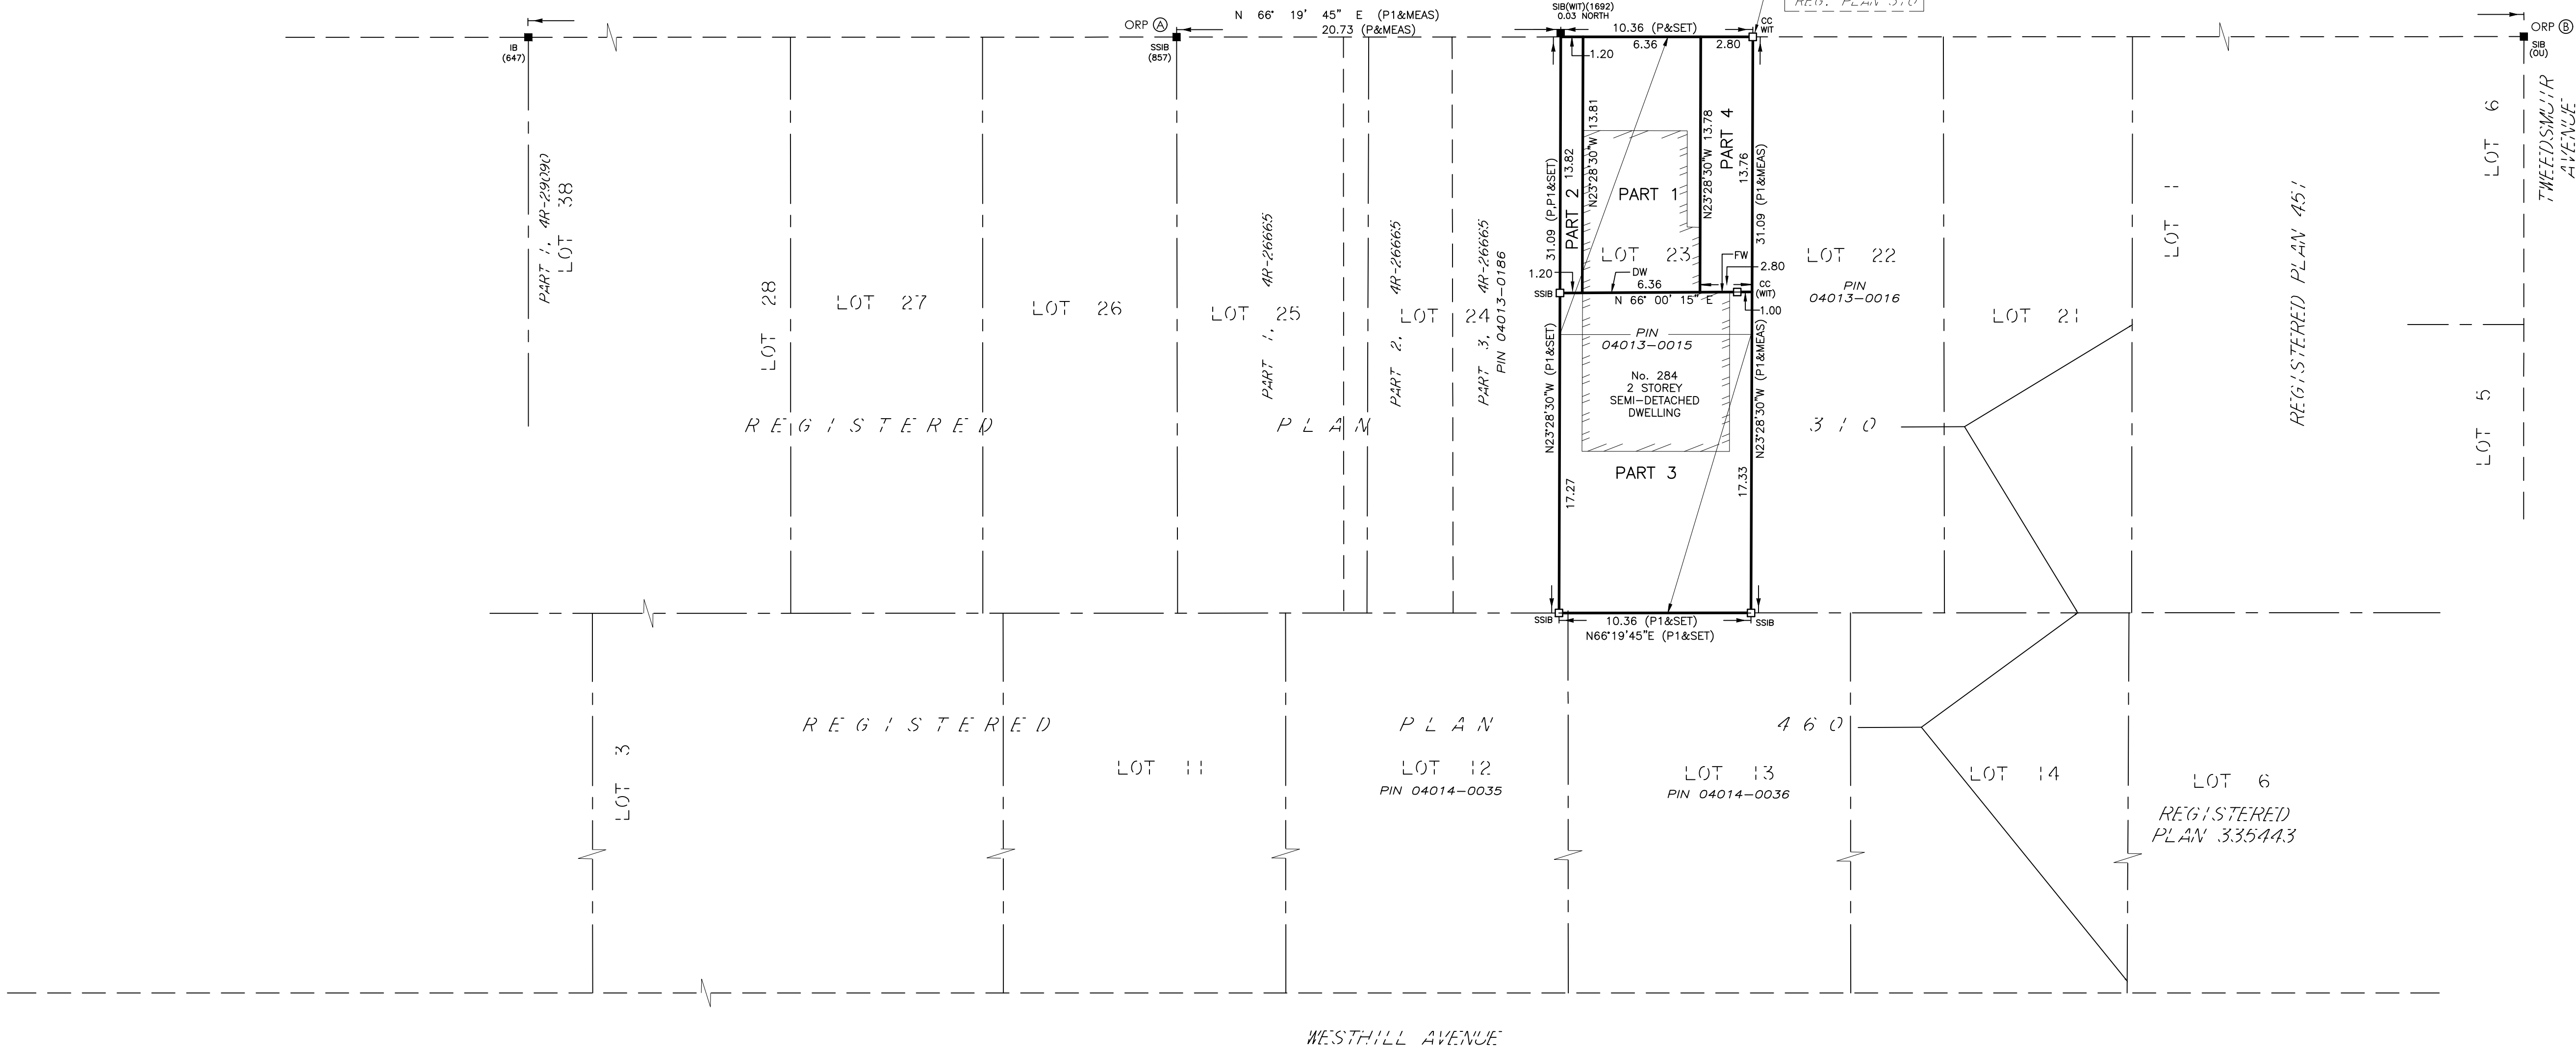 SIB(WIT)(1692)
0.03 NORTH
N 66° 19' 45" E (P1&MEAS)
20.73 (P&MEAS)
10.36 (P&SET)
6.36
2.80
1.20
CC
WIT
ORP A
ORP B
IB
(647)
SSIB
(857)
SIB
(OU)
TWEEDSMUIR
AVENUE
LOT 6
LOT 5
REGISTERED PLAN 451
LOT 1
PART 1, 4R-29090
LOT 38
LOT 28
LOT 27
LOT 26
LOT 25
PART 1, 4R-26665
LOT 24
PART 2, 4R-26665
PART 3, 4R-26665
PIN 04013-0186
31.09 (P,P1&SET)
PART 2
13.82
N23°28'30"W 13.81
PART 1
N23°28'30"W 13.78
PART 4
13.76
31.09 (P1&MEAS)
LOT 23
LOT 22
PIN
04013-0016
LOT 21
FW
2.80
1.20
DW
6.36
SSIB
CC
(WIT)
N 66° 00' 15" E
1.00
PIN
04013-0015
No. 284
2 STOREY
SEMI-DETACHED
DWELLING
N23°28'30"W (P1&SET)
N23°28'30"W (P1&MEAS)
PART 3
17.27
17.33
REGISTERED PLAN 310
SSIB
10.36 (P1&SET)
SSIB
N66°19'45"E (P1&SET)
REGISTERED PLAN 460
LOT 3
LOT 11
LOT 12
PIN 04014-0035
LOT 13
PIN 04014-0036
LOT 14
LOT 6
REGISTERED
PLAN 335443
WESTHILL AVENUE